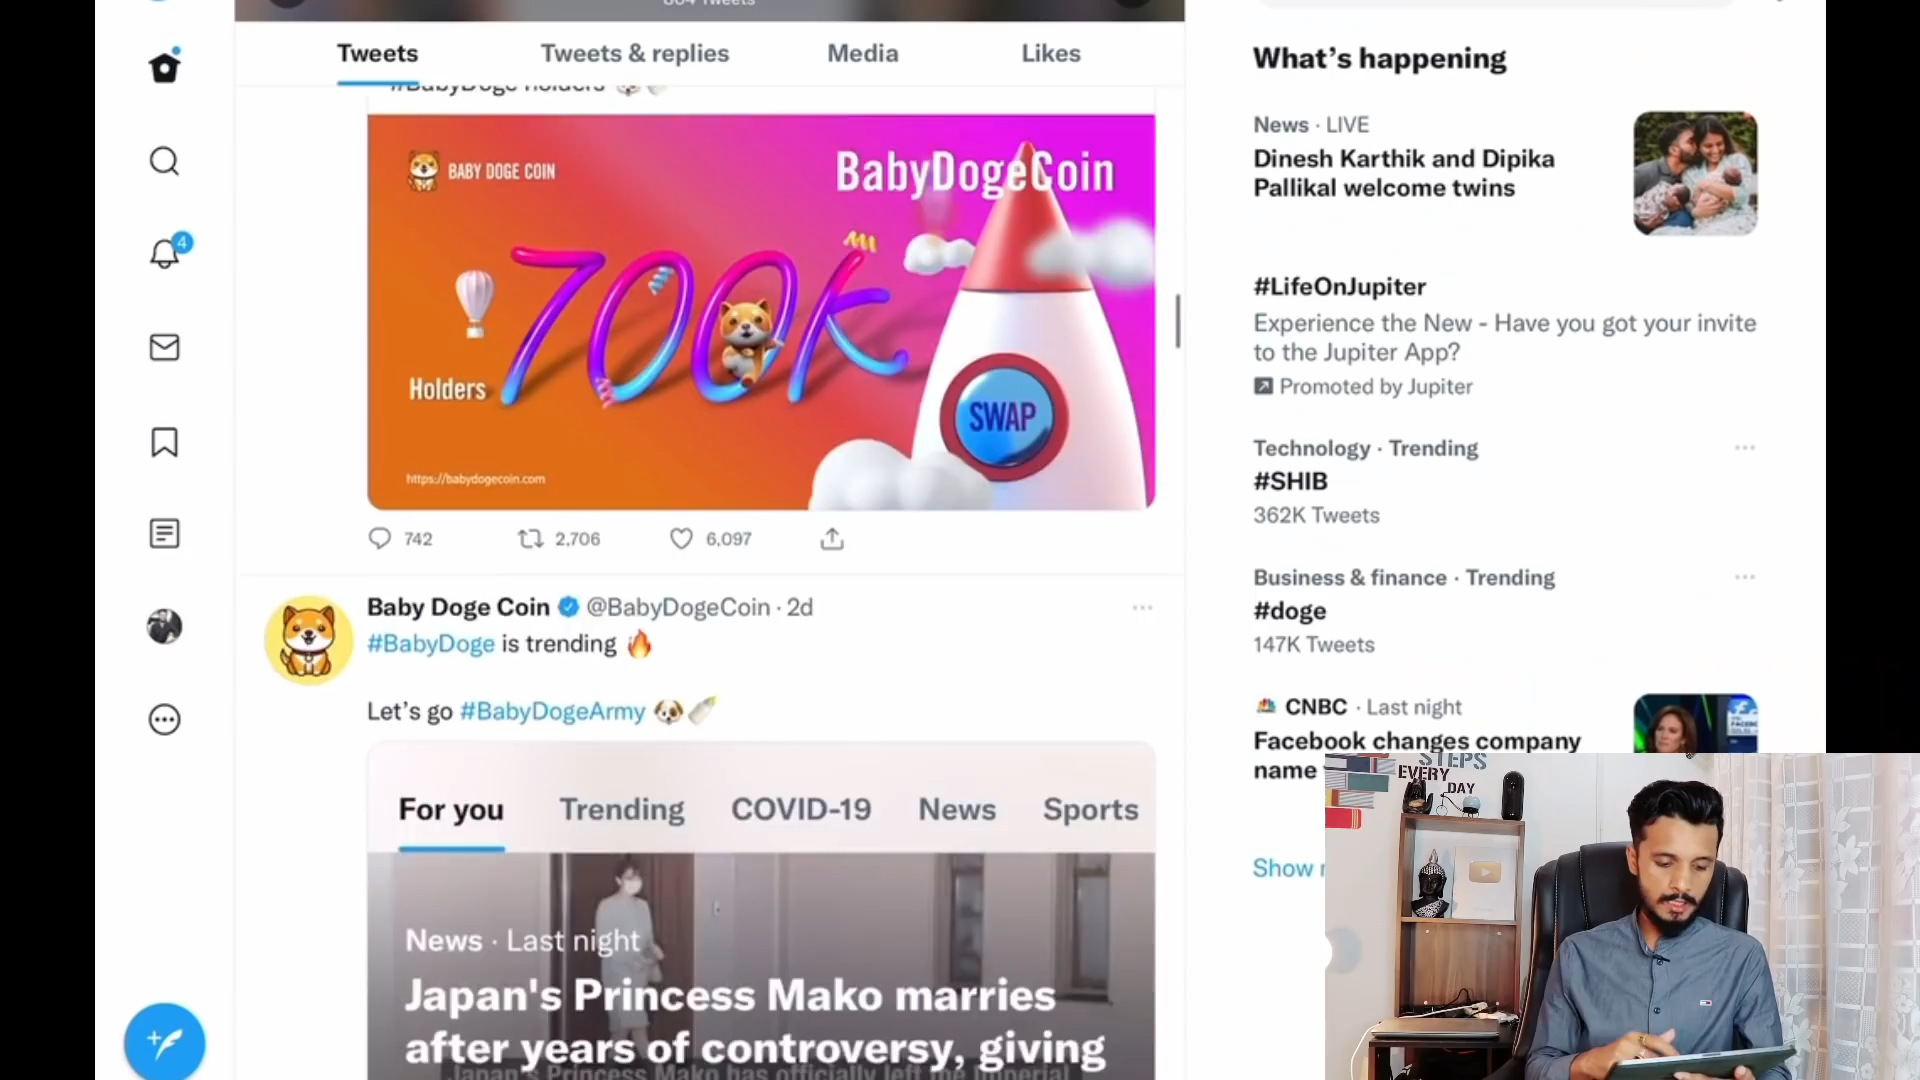 Tweets
Tweets & replies
Media
Likes
#BabyDoge holders
BABY DOGE COIN
BabyDogeCoin
700K
Holders
SWAP
https://babydogecoin.com
742
2,706
6,097
Baby Doge Coin @BabyDogeCoin · 2d
#BabyDoge is trending 🔥
Let's go #BabyDogeArmy 🐶🍼
For you
Trending
COVID-19
News
Sports
News · Last night
Japan's Princess Mako marries
after years of controversy, giving
4
What's happening
News · LIVE
Dinesh Karthik and Dipika
Pallikal welcome twins
#LifeOnJupiter
Experience the New - Have you got your invite
to the Jupiter App?
Promoted by Jupiter
Technology · Trending
#SHIB
362K Tweets
Business & finance · Trending
#doge
147K Tweets
CNBC · Last night
Facebook changes company
name
Show
STEPS
EVERY
DAY